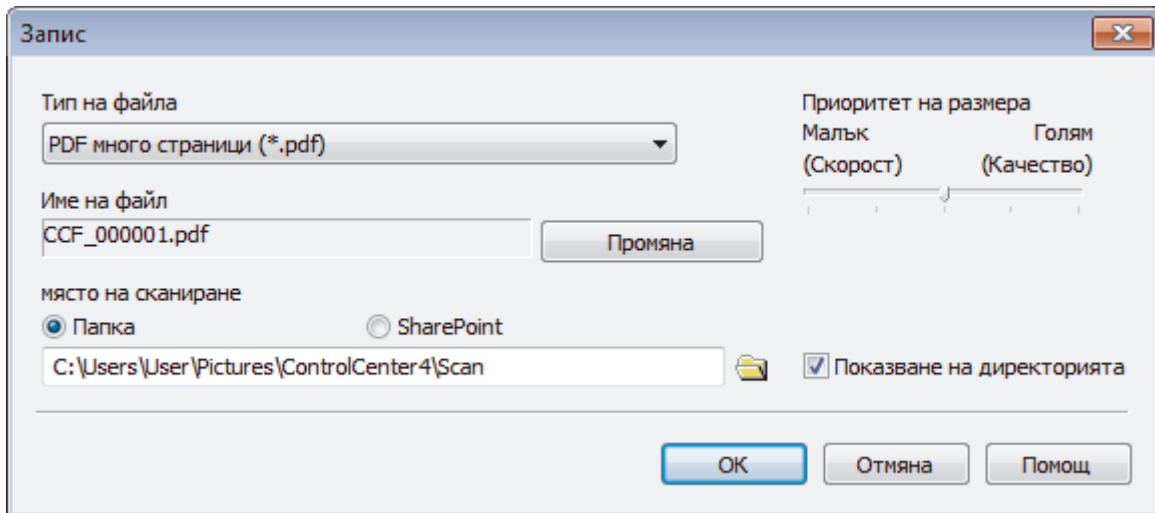 Запис
Тип на файла
PDF много страници (*.pdf)
Име на файл
CCF_000001.pdf
Промяна
място на сканиране
Папка
SharePoint
C:\Users\User\Pictures\ControlCenter4\Scan
Приоритет на размера
Малък Голям
(Скорост) (Качество)
Показване на директорията
OK
Отмяна
Помощ